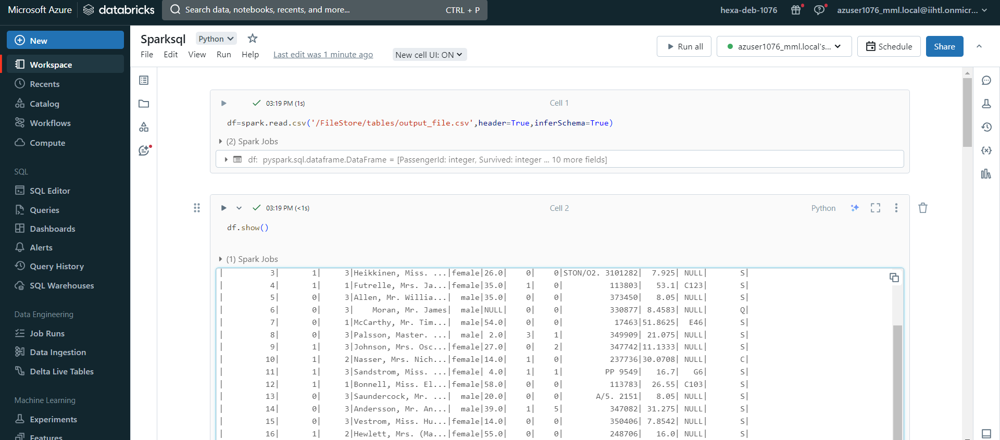 Microsoft Azure databricks Search data, notebooks, recents, and more... CTRL + P hexa-deb-1076 azuser1076_mml.local@iihtl.onmicr...
New
Workspace
Recents
Catalog
Workflows
Compute
SQL
SQL Editor
Queries
Dashboards
Alerts
Query History
SQL Warehouses
Data Engineering
Job Runs
Data Ingestion
Delta Live Tables
Machine Learning
Experiments
Features
Sparksql Python
File Edit View Run Help Last edit was 1 minute ago New cell UI: ON
Run all azuser1076_mml.local's... Schedule Share
03:19 PM (1s) Cell 1
df=spark.read.csv('/FileStore/tables/output_file.csv',header=True,inferSchema=True)
(2) Spark Jobs
df: pyspark.sql.dataframe.DataFrame = [PassengerId: integer, Survived: integer ... 10 more fields]
03:19 PM (<1s) Cell 2 Python
df.show()
(1) Spark Jobs
| 3| 1| 3|Heikkinen, Miss. ...|female|26.0| 0| 0|STON/O2. 3101282| 7.925| NULL| S|
| 4| 1| 1|Futrelle, Mrs. Ja...|female|35.0| 1| 0| 113803| 53.1| C123| S|
| 5| 0| 3|Allen, Mr. Willia...| male|35.0| 0| 0| 373450| 8.05| NULL| S|
| 6| 0| 3| Moran, Mr. James| male|NULL| 0| 0| 330877| 8.4583| NULL| Q|
| 7| 0| 1|McCarthy, Mr. Tim...| male|54.0| 0| 0| 17463|51.8625| E46| S|
| 8| 0| 3|Palsson, Master. ...| male| 2.0| 3| 1| 349909| 21.075| NULL| S|
| 9| 1| 3|Johnson, Mrs. Osc...|female|27.0| 0| 2| 347742|11.1333| NULL| S|
| 10| 1| 2|Nasser, Mrs. Nich...|female|14.0| 1| 0| 237736|30.0708| NULL| C|
| 11| 1| 3|Sandstrom, Miss. ...|female| 4.0| 1| 1| PP 9549| 16.7| G6| S|
| 12| 1| 1|Bonnell, Miss. El...|female|58.0| 0| 0| 113783| 26.55| C103| S|
| 13| 0| 3|Saundercock, Mr. ...| male|20.0| 0| 0| A/5. 2151| 8.05| NULL| S|
| 14| 0| 3|Andersson, Mr. An...| male|39.0| 1| 5| 347082| 31.275| NULL| S|
| 15| 0| 3|Vestrom, Miss. Hu...|female|14.0| 0| 0| 350406| 7.8542| NULL| S|
| 16| 1| 2|Hewlett, Mrs. (Ma...|female|55.0| 0| 0| 248706| 16.0| NULL| S|